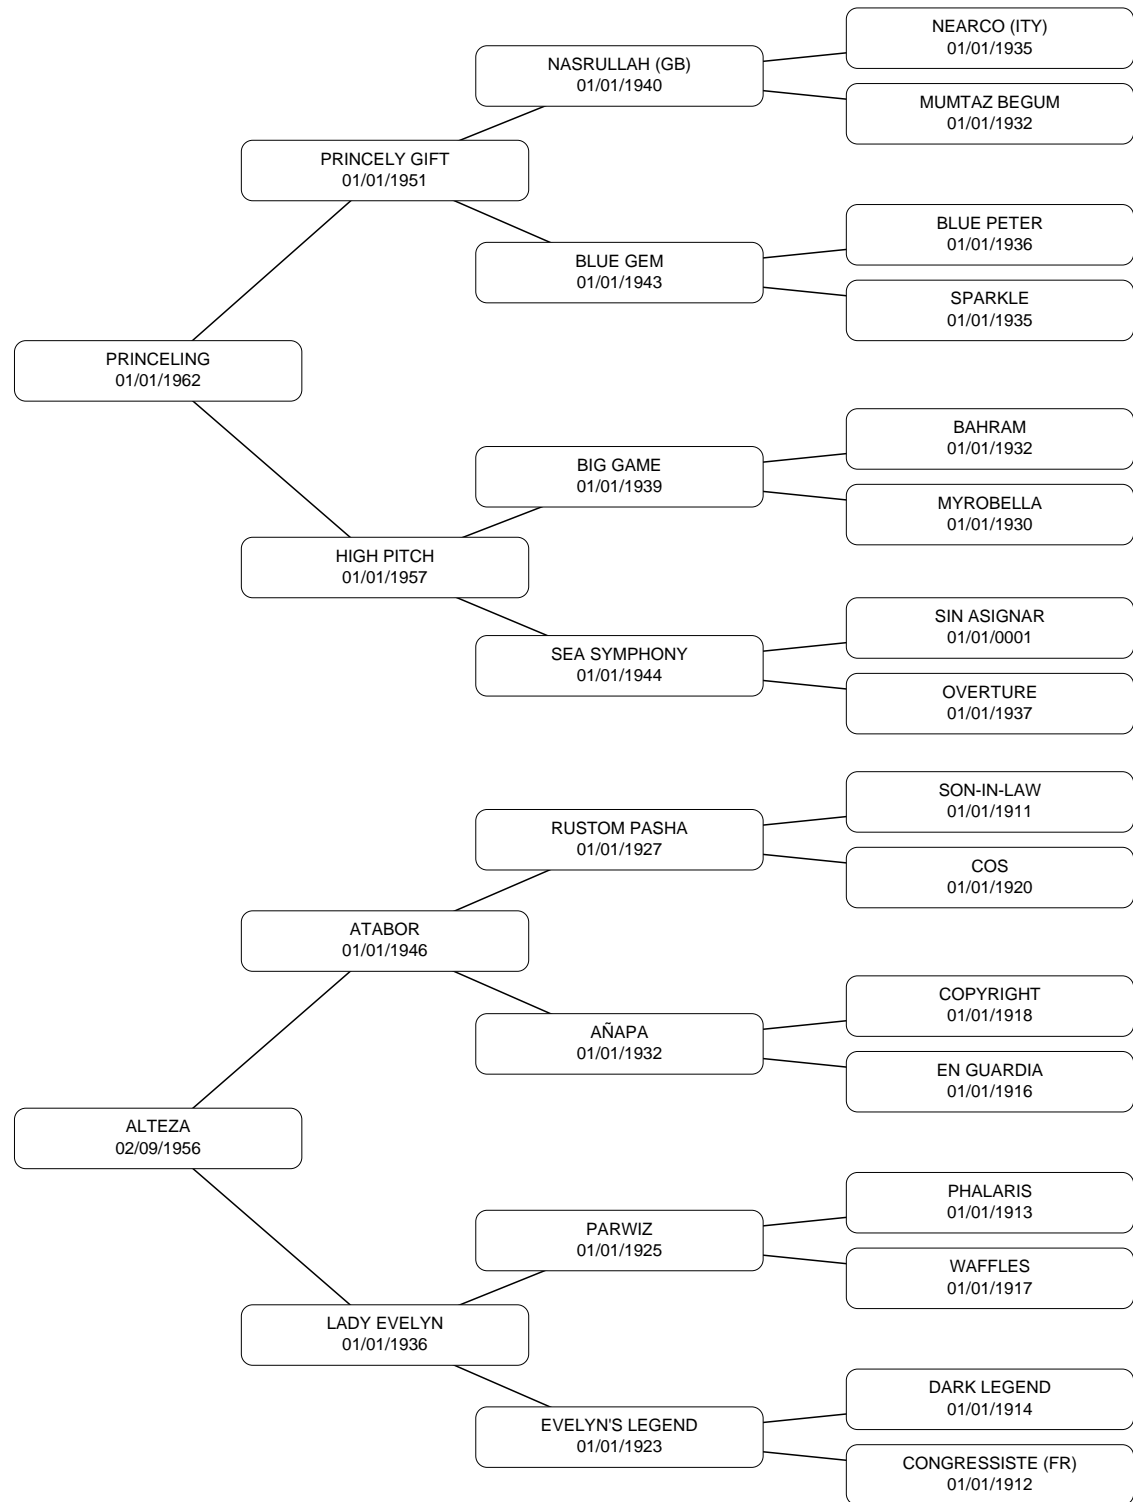 NEARCO (ITY)
01/01/1935
NASRULLAH (GB)
01/01/1940
MUMTAZ BEGUM
01/01/1932
PRINCELY GIFT
01/01/1951
BLUE PETER
01/01/1936
BLUE GEM
01/01/1943
SPARKLE
01/01/1935
PRINCELING
01/01/1962
BAHRAM
01/01/1932
BIG GAME
01/01/1939
MYROBELLA
01/01/1930
HIGH PITCH
01/01/1957
SIN ASIGNAR
01/01/0001
SEA SYMPHONY
01/01/1944
OVERTURE
01/01/1937
SON-IN-LAW
01/01/1911
RUSTOM PASHA
01/01/1927
COS
01/01/1920
ATABOR
01/01/1946
COPYRIGHT
01/01/1918
AÑAPA
01/01/1932
EN GUARDIA
01/01/1916
ALTEZA
02/09/1956
PHALARIS
01/01/1913
PARWIZ
01/01/1925
WAFFLES
01/01/1917
LADY EVELYN
01/01/1936
DARK LEGEND
01/01/1914
EVELYN'S LEGEND
01/01/1923
CONGRESSISTE (FR)
01/01/1912